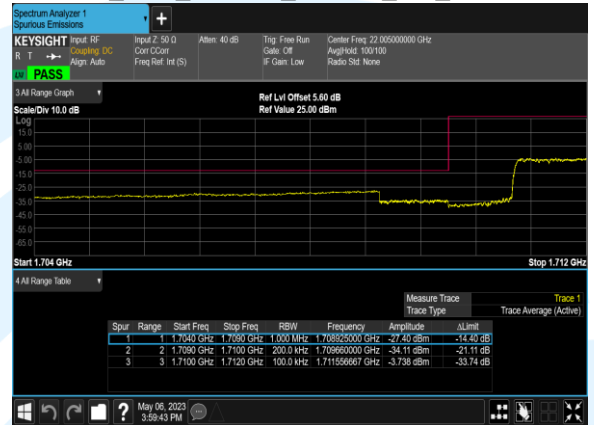 Spectrum Analyzer 1
Spurious Emissions
+
KEYSIGHT Input: RF Input Z: 50 Ω Atten: 40 dB Trig: Free Run Center Freq: 22.005000000 GHz
R T Coupling: DC Corr CCorr Gate: Off Avg|Hold: 100/100
Align: Auto Freq Ref: Int (S) IF Gain: Low Radio Std: None
PASS
3 All Range Graph
Ref Lvl Offset 5.60 dB
Scale/Div 10.0 dB Ref Value 25.00 dBm
Log
15.0
5.00
-5.00
-15.0
-25.0
-35.0
-45.0
-55.0
-65.0
Start 1.704 GHz Stop 1.712 GHz
4 All Range Table
Measure Trace Trace 1
Trace Type Trace Average (Active)
Spur Range Start Freq Stop Freq RBW Frequency Amplitude ΔLimit
1 1 1.7040 GHz 1.7090 GHz 1.000 MHz 1.708925000 GHz -27.40 dBm -14.40 dB
2 2 1.7090 GHz 1.7100 GHz 200.0 kHz 1.709660000 GHz -34.11 dBm -21.11 dB
3 3 1.7100 GHz 1.7120 GHz 100.0 kHz 1.711556667 GHz -3.738 dBm -33.74 dB
? May 06, 2023
3:59:43 PM